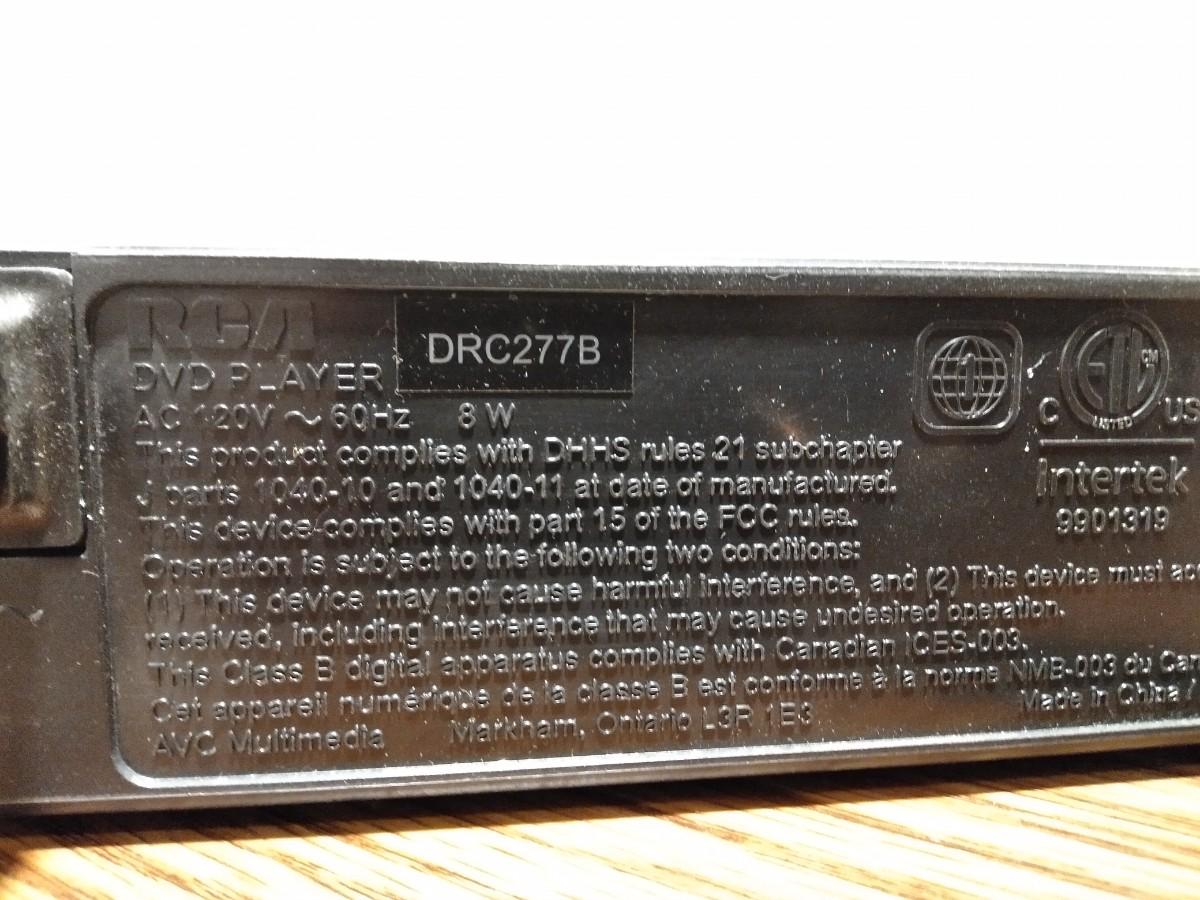 RCA
DRC277B
DVD PLAYER
AC 120V ~ 60Hz 8 W
This product complies with DHHS rules 21 subchapter
J parts 1040-10 and 1040-11 at date of manufactured.
This device complies with part 15 of the FCC rules.
Operation is subject to the following two conditions:
(1) This device may not cause harmful interference, and (2) This device must
received, including interference that may cause undesired operation.
This Class B digital apparatus complies with Canadian ICES-003.
Cet appareil numérique de la classe B est conforme à la norme NMB-003 du
Made in China /
AVC Multimedia Markham, Ontario L3R 1E3
1
ETL CM
LISTED
C US
Intertek
9901319